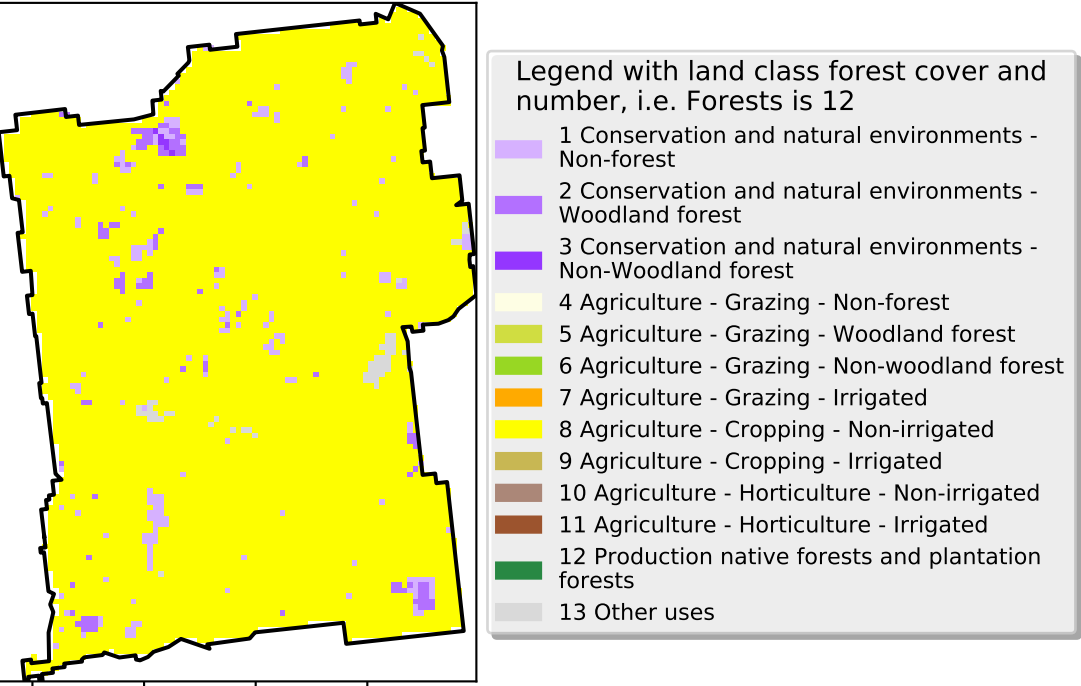 Legend with land class forest cover and
number, i.e. Forests is 12
1 Conservation and natural environments -
Non-forest
2 Conservation and natural environments -
Woodland forest
3 Conservation and natural environments -
Non-Woodland forest
4 Agriculture - Grazing - Non-forest
5 Agriculture - Grazing - Woodland forest
6 Agriculture - Grazing - Non-woodland forest
7 Agriculture - Grazing - Irrigated
8 Agriculture - Cropping - Non-irrigated
9 Agriculture - Cropping - Irrigated
10 Agriculture - Horticulture - Non-irrigated
11 Agriculture - Horticulture - Irrigated
12 Production native forests and plantation
forests
13 Other uses